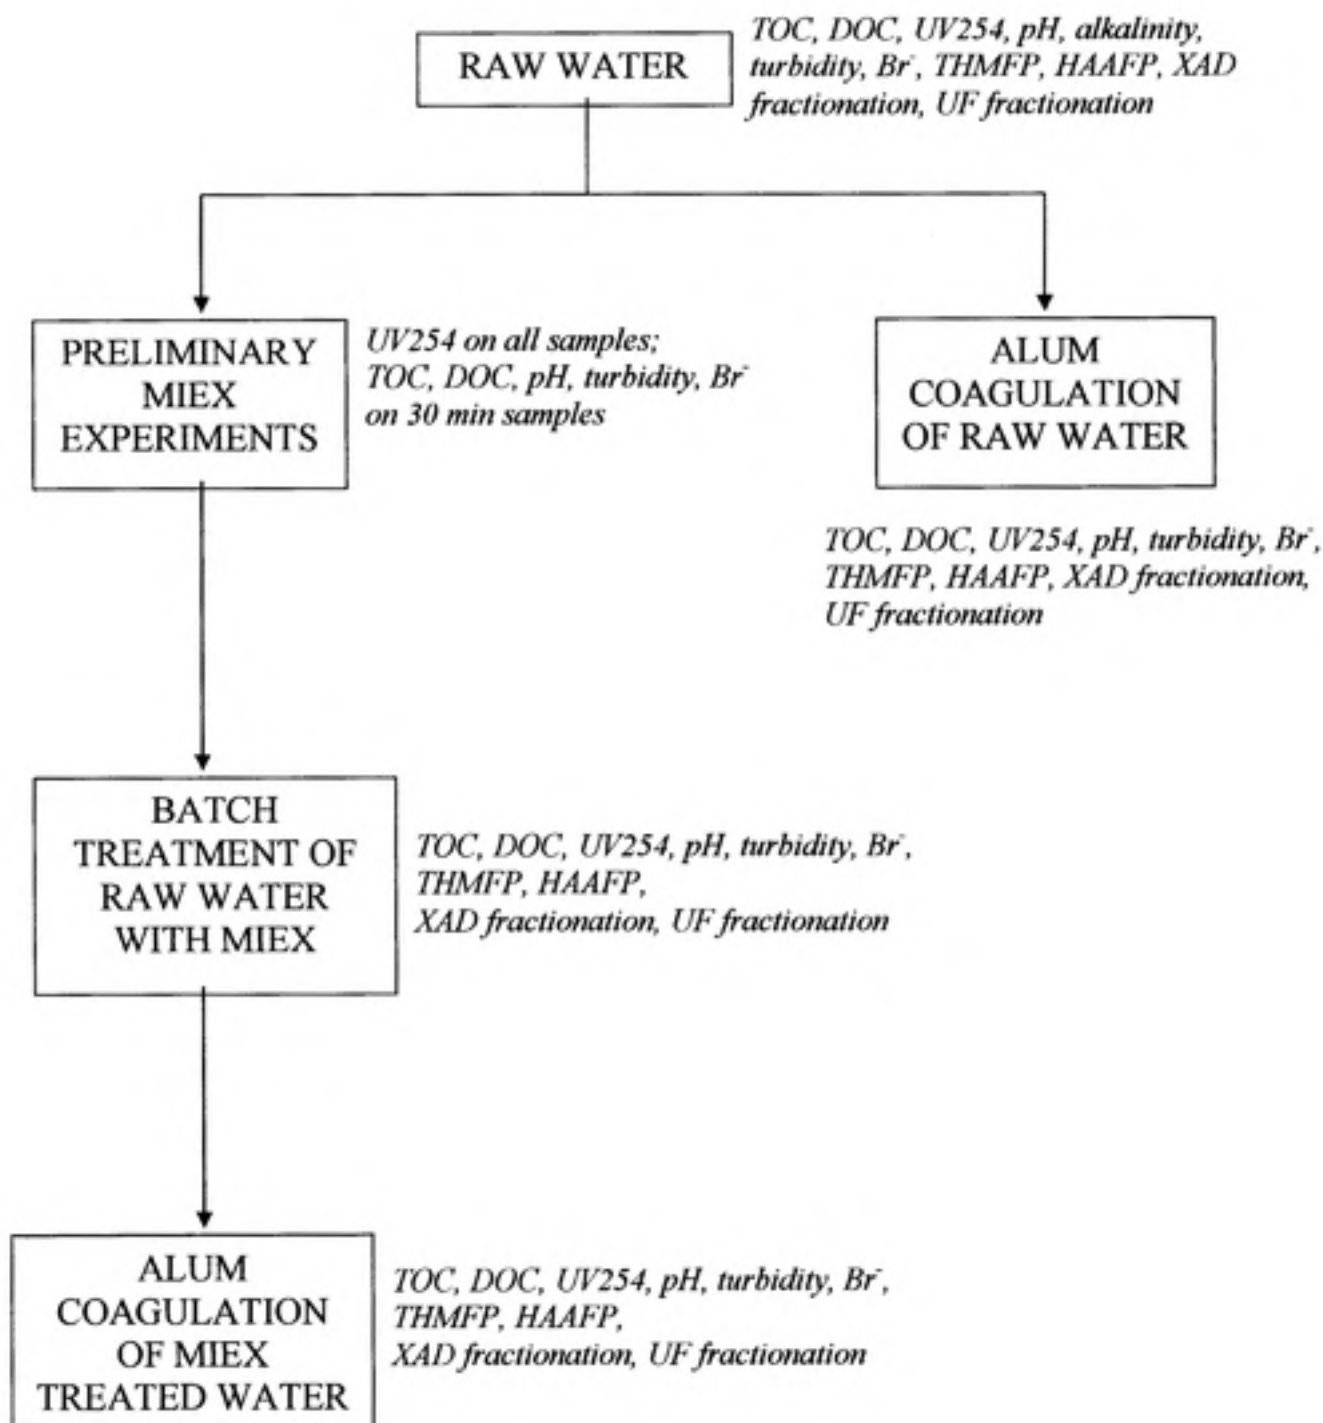 RAW WATER
TOC, DOC, UV254, pH, alkalinity,
turbidity, Br⁻, THMFP, HAAFP, XAD
fractionation, UF fractionation
PRELIMINARY
MIEX
EXPERIMENTS
UV254 on all samples;
TOC, DOC, pH, turbidity, Br⁻
on 30 min samples
ALUM
COAGULATION
OF RAW WATER
TOC, DOC, UV254, pH, turbidity, Br⁻,
THMFP, HAAFP, XAD fractionation,
UF fractionation
BATCH
TREATMENT OF
RAW WATER
WITH MIEX
TOC, DOC, UV254, pH, turbidity, Br⁻,
THMFP, HAAFP,
XAD fractionation, UF fractionation
ALUM
COAGULATION
OF MIEX
TREATED WATER
TOC, DOC, UV254, pH, turbidity, Br⁻,
THMFP, HAAFP,
XAD fractionation, UF fractionation